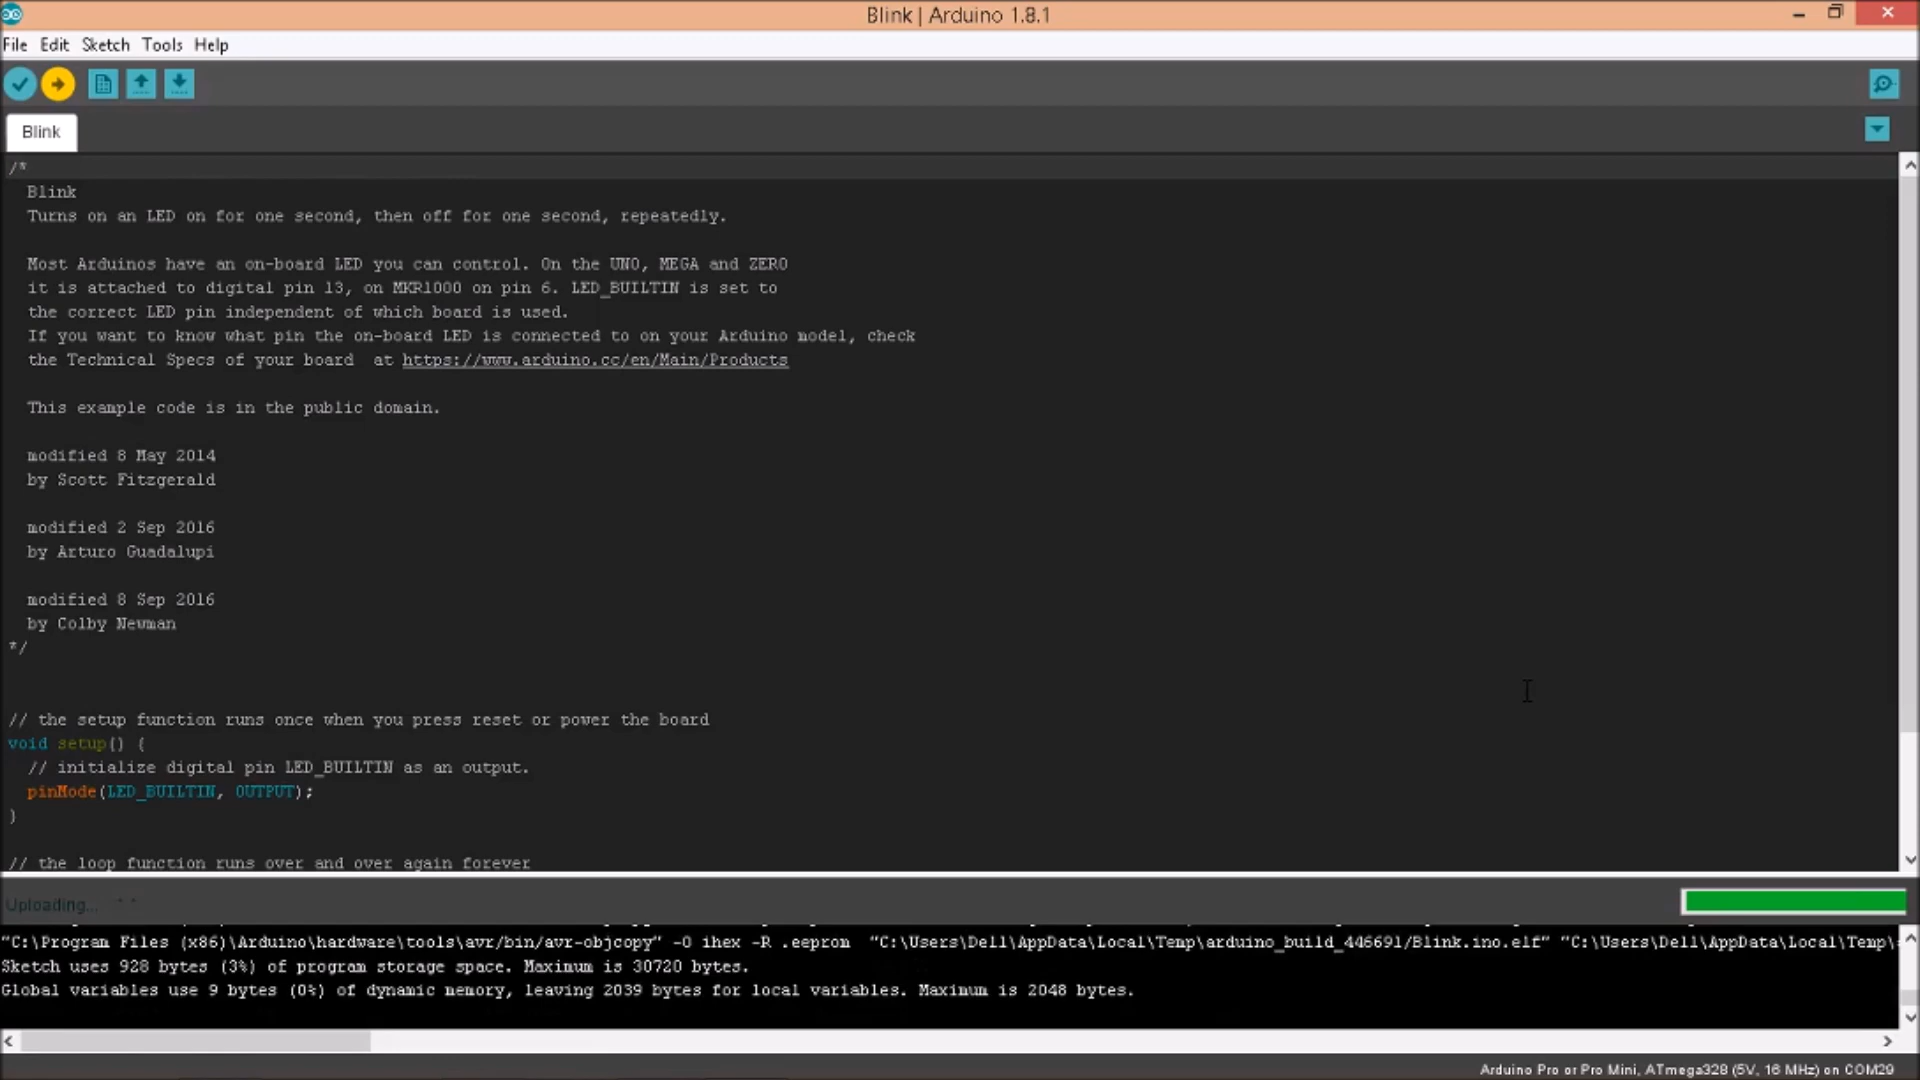 Blink | Arduino 1.8.1
File Edit Sketch Tools Help
Blink
/*
Blink
Turns on an LED on for one second, then off for one second, repeatedly.
Most Arduinos have an on-board LED you can control. On the UNO, MEGA and ZERO
it is attached to digital pin 13, on MKR1000 on pin 6. LED_BUILTIN is set to
the correct LED pin independent of which board is used.
If you want to know what pin the on-board LED is connected to on your Arduino model, check
the Technical Specs of your board at https://www.arduino.cc/en/Main/Products
This example code is in the public domain.
modified 8 May 2014
by Scott Fitzgerald
modified 2 Sep 2016
by Arturo Guadalupi
modified 8 Sep 2016
by Colby Newman
*/
// the setup function runs once when you press reset or power the board
void setup() {
// initialize digital pin LED_BUILTIN as an output.
pinMode(LED_BUILTIN, OUTPUT);
}
// the loop function runs over and over again forever
Uploading...
"C:\Program Files (x86)\Arduino\hardware\tools\avr/bin/avr-objcopy" -O ihex -R .eeprom "C:\Users\Dell\AppData\Local\Temp\arduino_build_446691/Blink.ino.elf" "C:\Users\Dell\AppData\Local\Temp\
Sketch uses 928 bytes (3%) of program storage space. Maximum is 30720 bytes.
Global variables use 9 bytes (0%) of dynamic memory, leaving 2039 bytes for local variables. Maximum is 2048 bytes.
Arduino Pro or Pro Mini, ATmega328 (5V, 16 MHz) on COM29